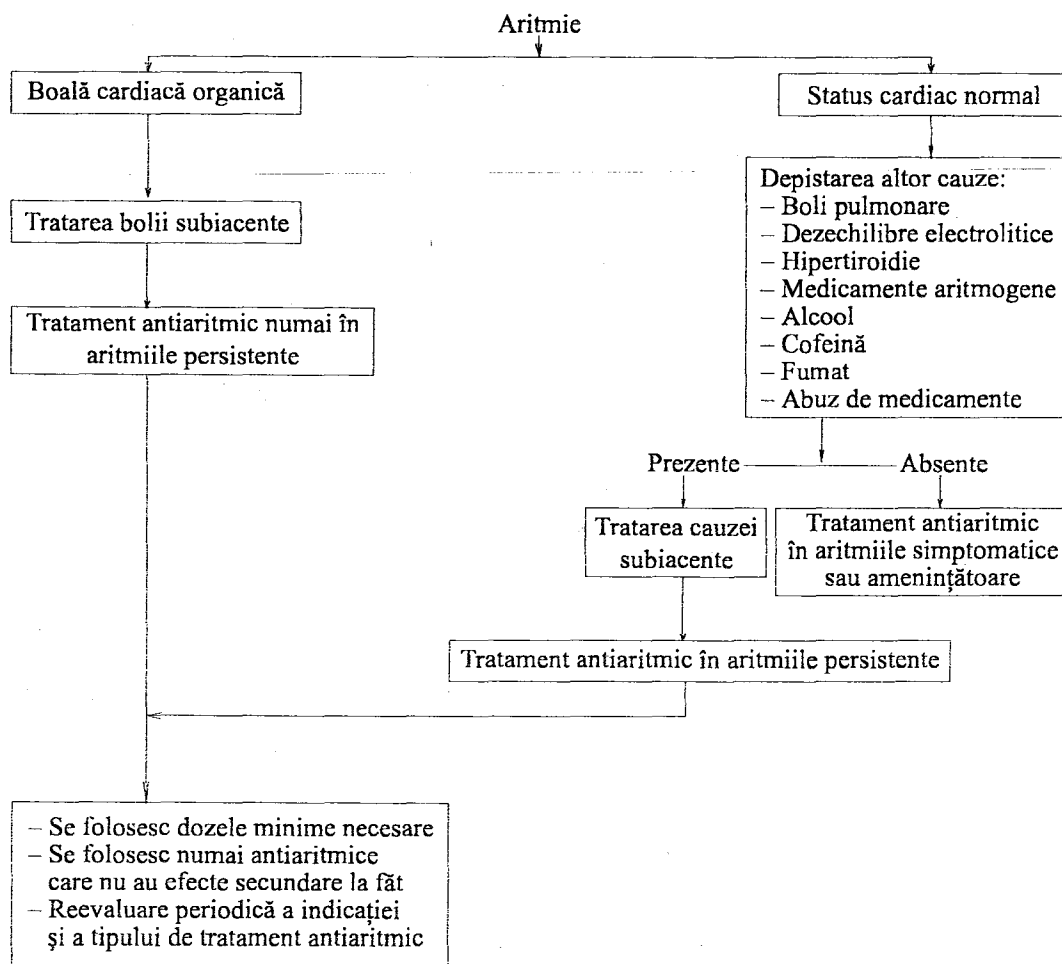 Aritmie
Boală cardiacă organică
Status cardiac normal
Tratarea bolii subiacente
Tratament antiaritmic numai în
aritmiile persistente
Depistarea altor cauze:
– Boli pulmonare
– Dezechilibre electrolitice
– Hipertiroidie
– Medicamente aritmogene
– Alcool
– Cofeină
– Fumat
– Abuz de medicamente
Prezente
Absente
Tratarea cauzei
subiacente
Tratament antiaritmic
în aritmiile simptomatice
sau amenințătoare
Tratament antiaritmic în aritmiile persistente
– Se folosesc dozele minime necesare
– Se folosesc numai antiaritmice
care nu au efecte secundare la făt
– Reevaluare periodică a indicației
și a tipului de tratament antiaritmic